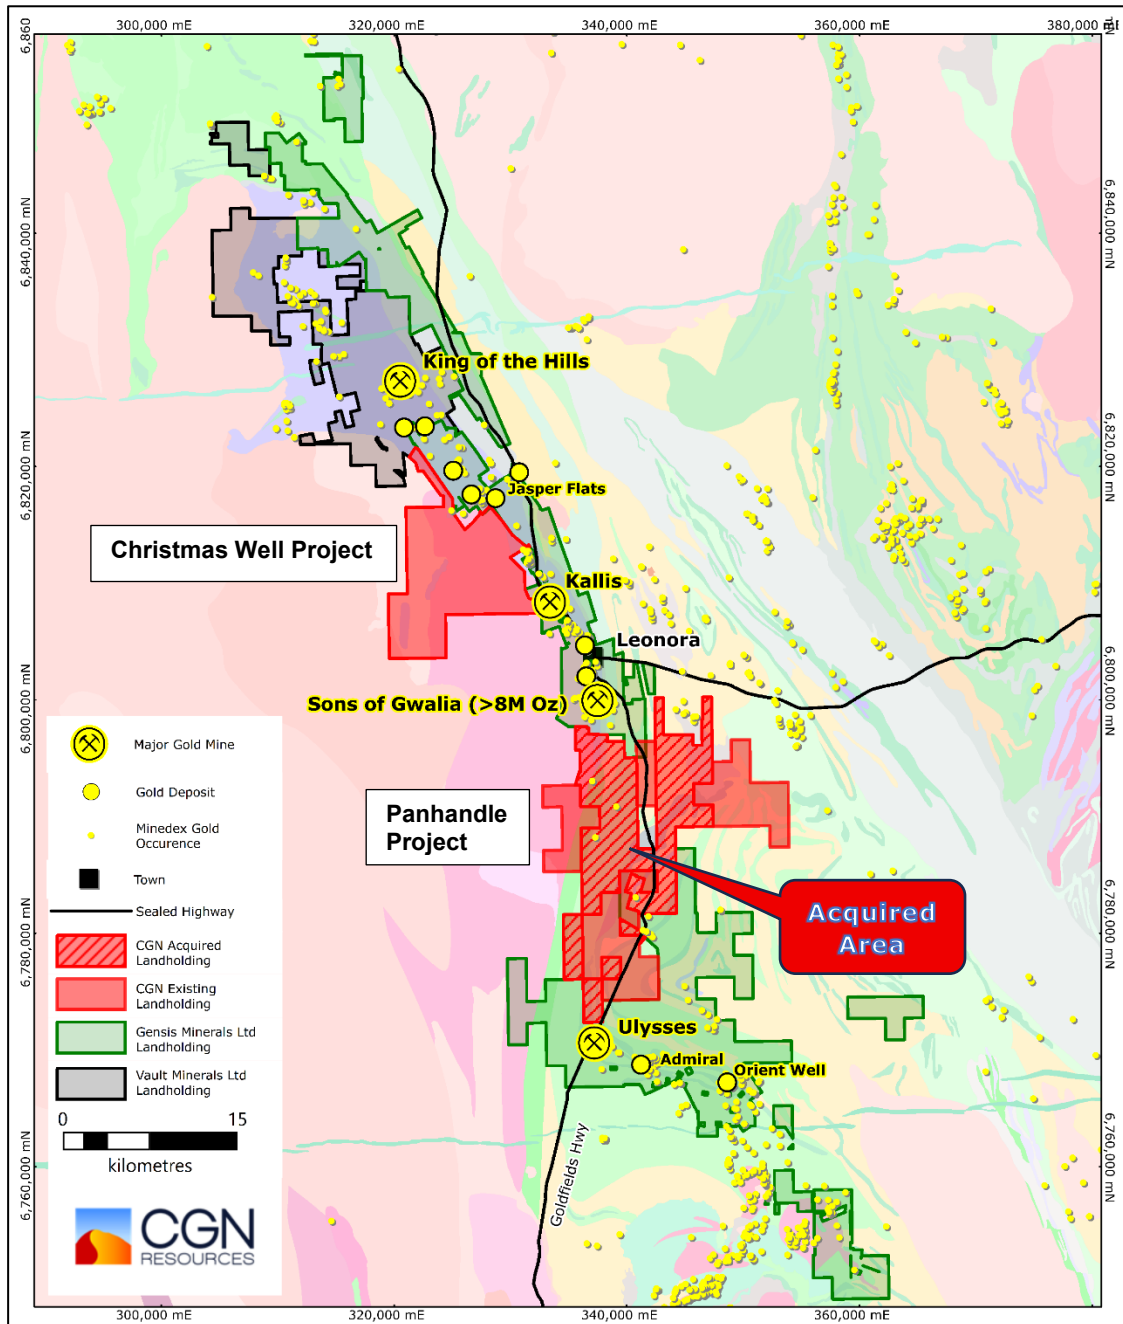 300,000 mE
320,000 mE
340,000 mE
360,000 mE
380,000 mE
6,860
6,840,000 mN
6,840,000 mN
King of the Hills
6,820,000 mN
6,820,000 mN
Jasper Flats
Christmas Well Project
Kallis
Leonora
6,800,000 mN
6,800,000 mN
Sons of Gwalia (>8M Oz)
Major Gold Mine
Gold Deposit
Minedex Gold
Occurence
Town
Sealed Highway
CGN Acquired
Landholding
CGN Existing
Landholding
Gensis Minerals Ltd
Landholding
Vault Minerals Ltd
Landholding
0 15
kilometres
CGN
RESOURCES
Panhandle
Project
Acquired
Area
6,780,000 mN
6,780,000 mN
Ulysses
Admiral
Orient Well
6,760,000 mN
6,760,000 mN
Goldfields Hwy
300,000 mE
320,000 mE
340,000 mE
360,000 mE